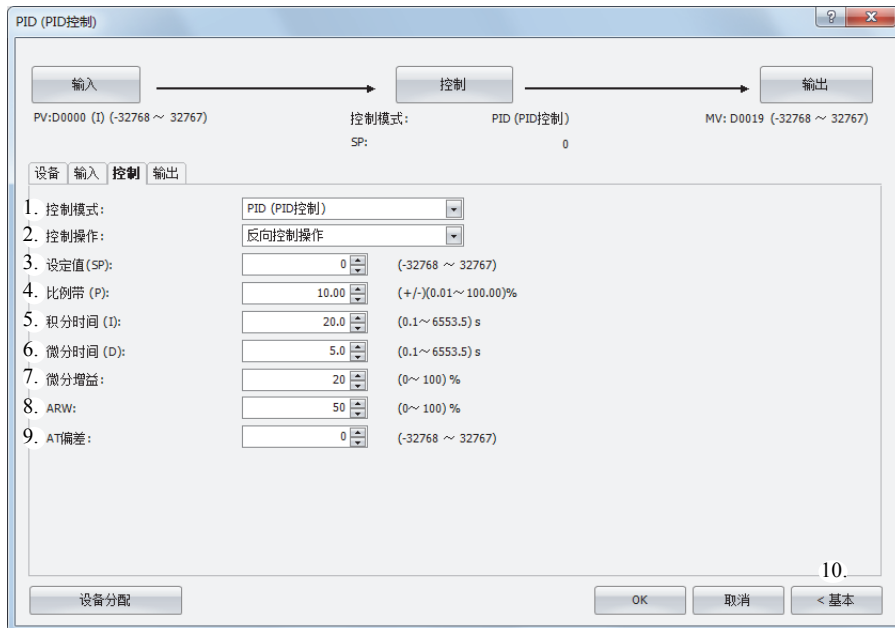 PID (PID控制)
输入 控制 输出
PV:D0000 (I) (-32768 ~ 32767) 控制模式: PID (PID控制) MV: D0019 (-32768 ~ 32767)
SP: 0
设备 输入 控制 输出
1. 控制模式: PID (PID控制)
2. 控制操作: 反向控制操作
3. 设定值(SP): 0 (-32768 ~ 32767)
4. 比例带 (P): 10.00 (+/-)(0.01~100.00)%
5. 积分时间 (I): 20.0 (0.1~6553.5) s
6. 微分时间 (D): 5.0 (0.1~6553.5) s
7. 微分增益: 20 (0~ 100) %
8. ARW: 50 (0~ 100) %
9. AT偏差: 0 (-32768 ~ 32767)
10.
设备分配 OK 取消 < 基本